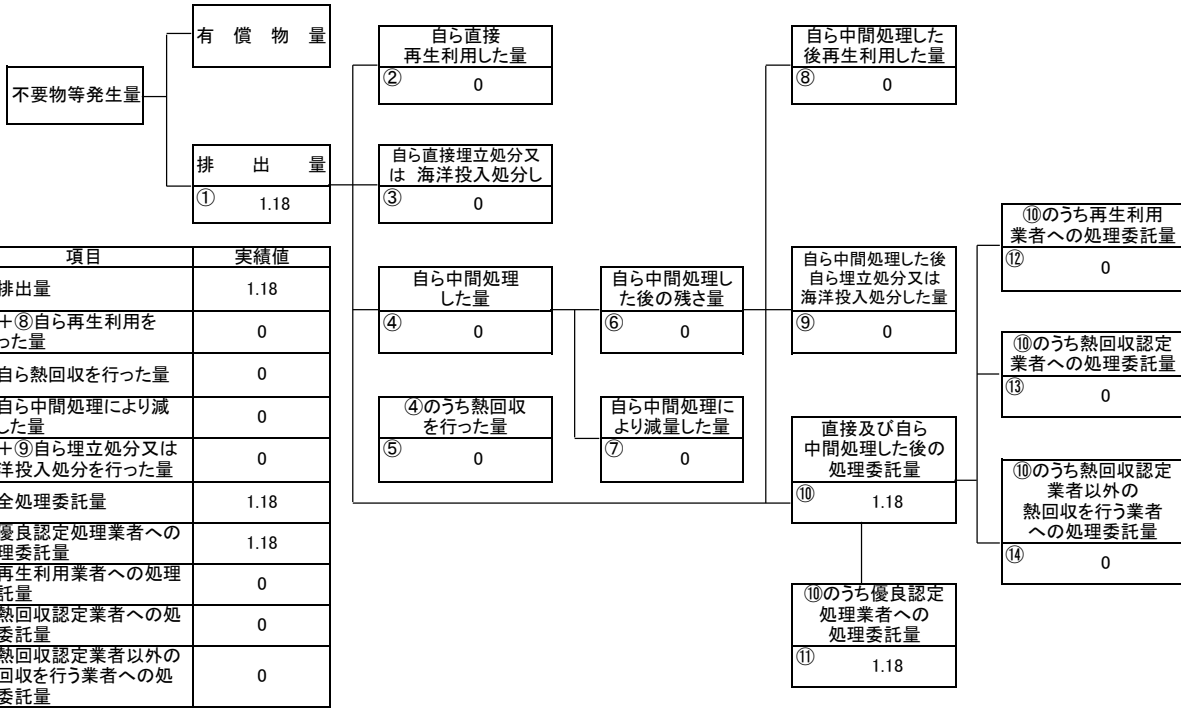 有償物量
不要物等発生量
排出量
① 1.18
自ら直接
再生利用した量
② 0
自ら直接埋立処分又
は 海洋投入処分し
③ 0
自ら中間処理
した量
④ 0
④のうち熱回収
を行った量
⑤ 0
自ら中間処理し
た後の残さ量
⑥ 0
自ら中間処理に
より減量した量
⑦ 0
自ら中間処理した
後再生利用した量
⑧ 0
自ら中間処理した後
自ら埋立処分又は
海洋投入処分した量
⑨ 0
直接及び自ら
中間処理した後の
処理委託量
⑩ 1.18
⑩のうち優良認定
処理業者への
処理委託量
⑪ 1.18
⑩のうち再生利用
業者への処理委託量
⑫ 0
⑩のうち熱回収認定
業者への処理委託量
⑬ 0
⑩のうち熱回収認定
業者以外の
熱回収を行う業者
への処理委託量
⑭ 0
項目 実績値
排出量 1.18
+⑧自ら再生利用を
った量 0
自ら熱回収を行った量 0
自ら中間処理により減
した量 0
+⑨自ら埋立処分又は
洋投入処分を行った量 0
全処理委託量 1.18
優良認定処理業者への
理委託量 1.18
再生利用業者への処理
託量 0
熱回収認定業者への処
委託量 0
熱回収認定業者以外の
回収を行う業者への処
委託量 0